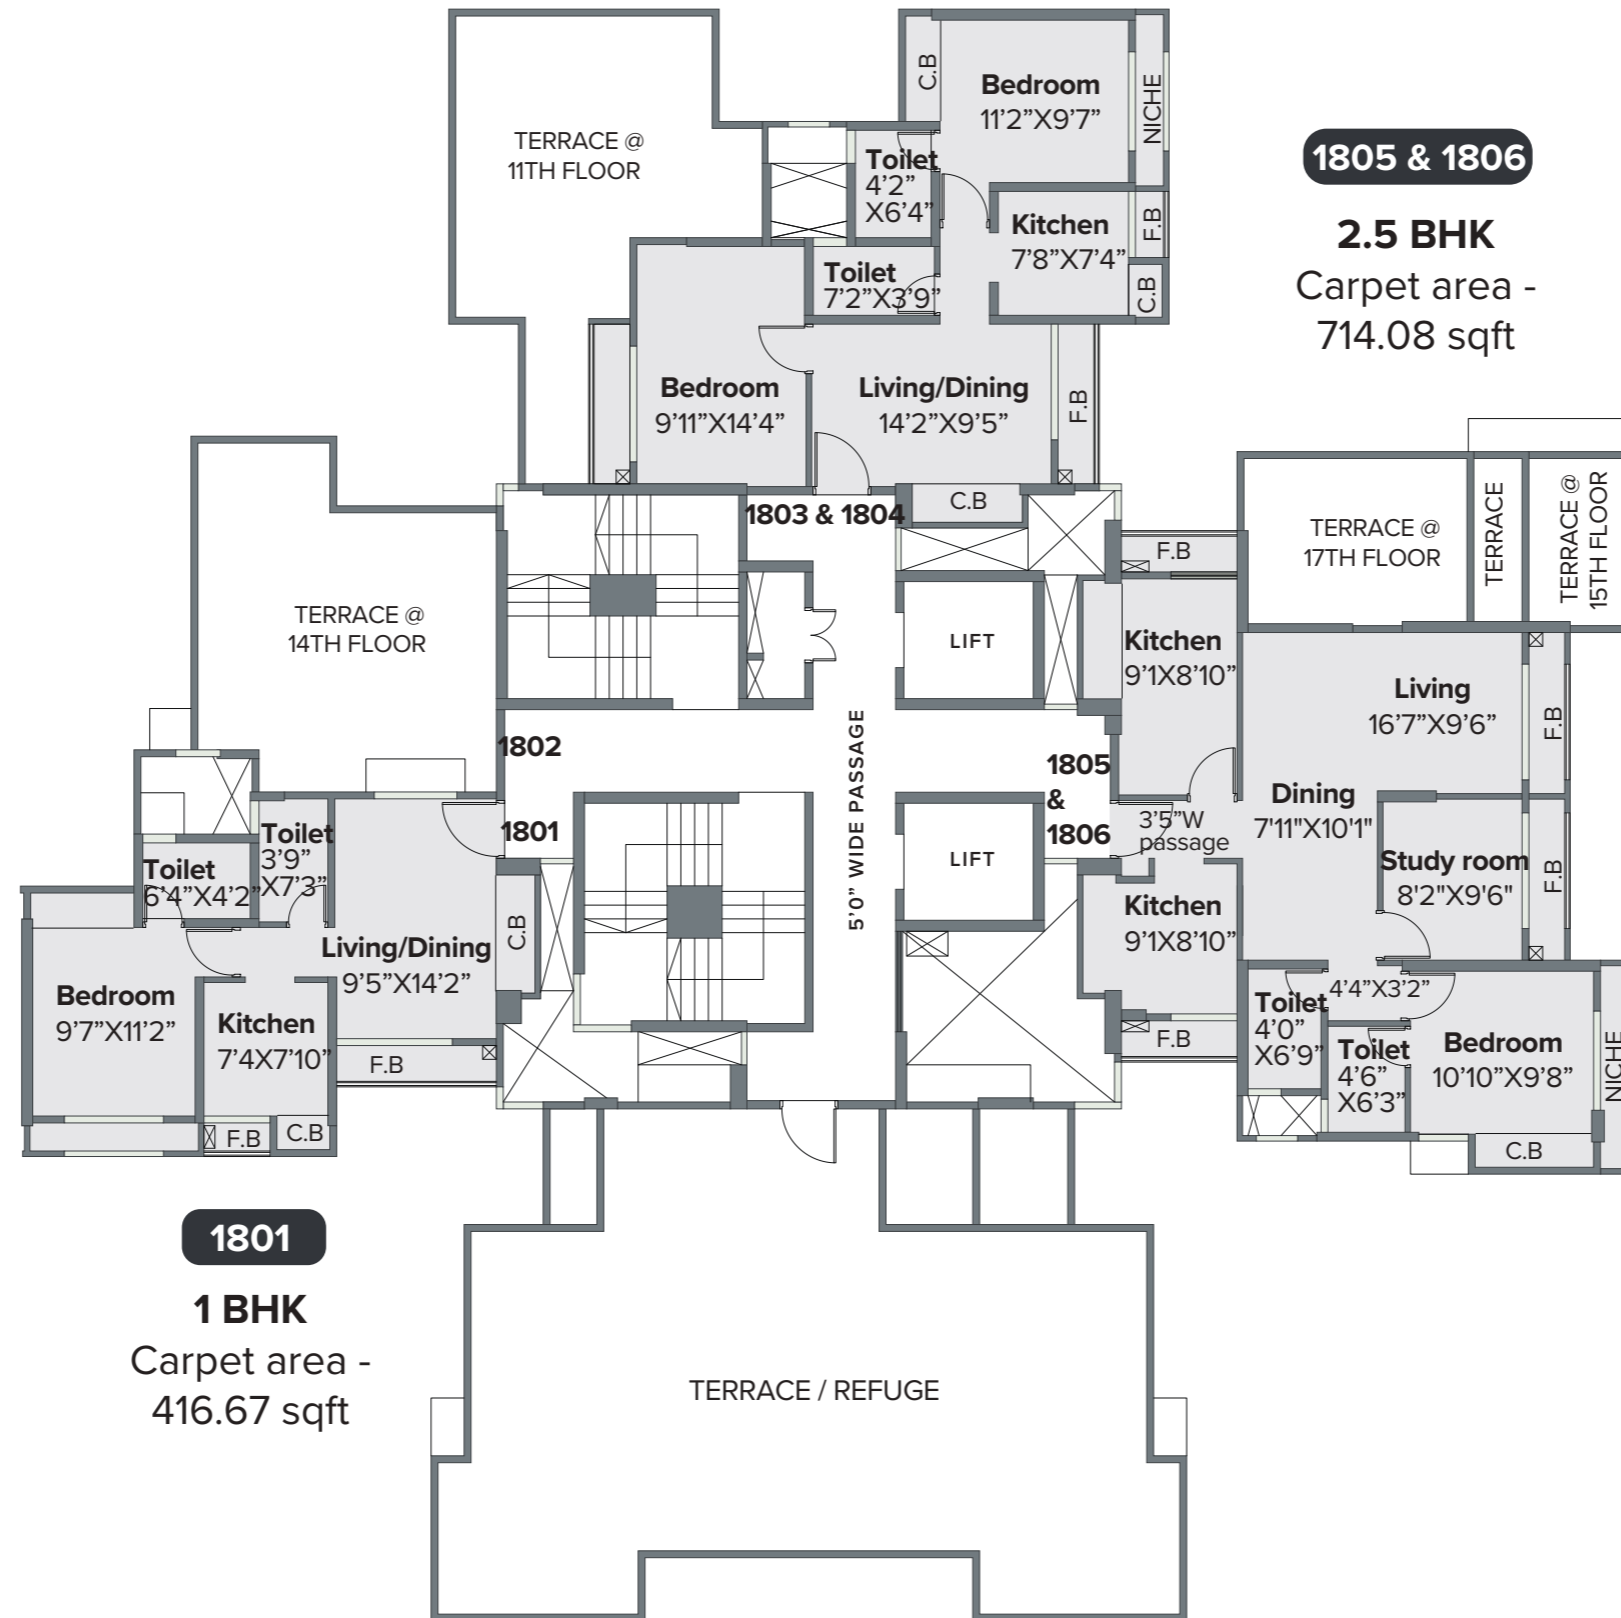 C.B
Bedroom
11'2”X9'7”
NICHE
TERRACE @
11TH FLOOR
Toilet
4'2”
X6'4”
1805 & 1806
Kitchen
7'8”X7'4”
F.B
2.5 BHK
Toilet
7'2”X3'9”
C.B
Carpet area -
714.08 sqft
Bedroom
9'11”X14'4”
Living/Dining
14'2”X9'5”
F.B
C.B
1803 & 1804
F.B
TERRACE @
17TH FLOOR
TERRACE
TERRACE @
15TH FLOOR
TERRACE @
14TH FLOOR
LIFT
Kitchen
9'1X8'10”
Living
16'7”X9'6”
F.B
5'0” WIDE PASSAGE
1802
1805
&
1806
Dining
7'11"X10'1”
1801
3'5”W
passage
LIFT
Toilet
3'9”
X7'3”
Toilet
6'4”X4'2”
Study room
8'2"X9'6”
F.B
C.B
Kitchen
9'1X8'10”
Living/Dining
9'5”X14'2”
Bedroom
9'7”X11'2”
Kitchen
7'4X7'10”
F.B
F.B
C.B
F.B
Toilet
4'0”
X6'9”
4'4”X3'2”
Toilet
4'6”
X6'3”
Bedroom
10'10”X9'8”
NICHE
C.B
1801
1 BHK
Carpet area -
416.67 sqft
TERRACE / REFUGE